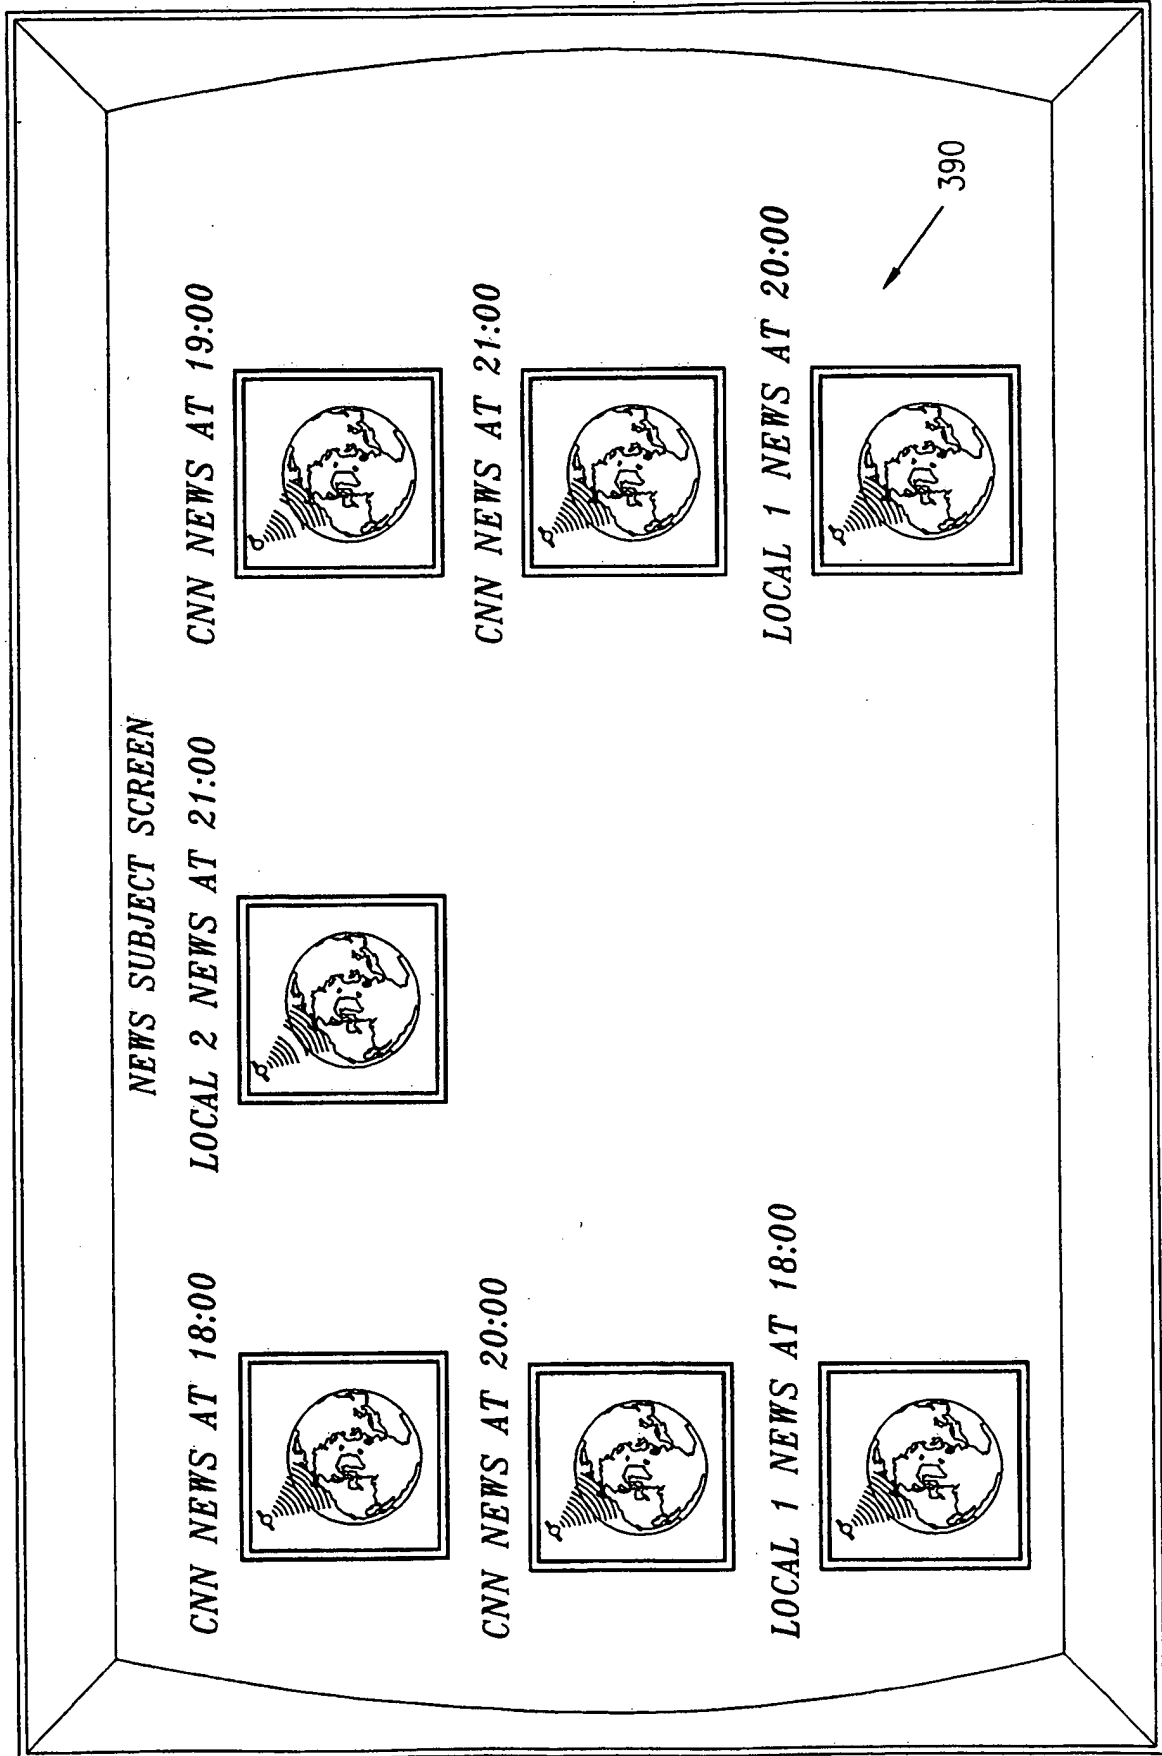 NEWS SUBJECT SCREEN
CNN NEWS AT 18:00
LOCAL 2 NEWS AT 21:00
CNN NEWS AT 19:00
CNN NEWS AT 20:00
CNN NEWS AT 21:00
LOCAL 1 NEWS AT 18:00
LOCAL 1 NEWS AT 20:00
390